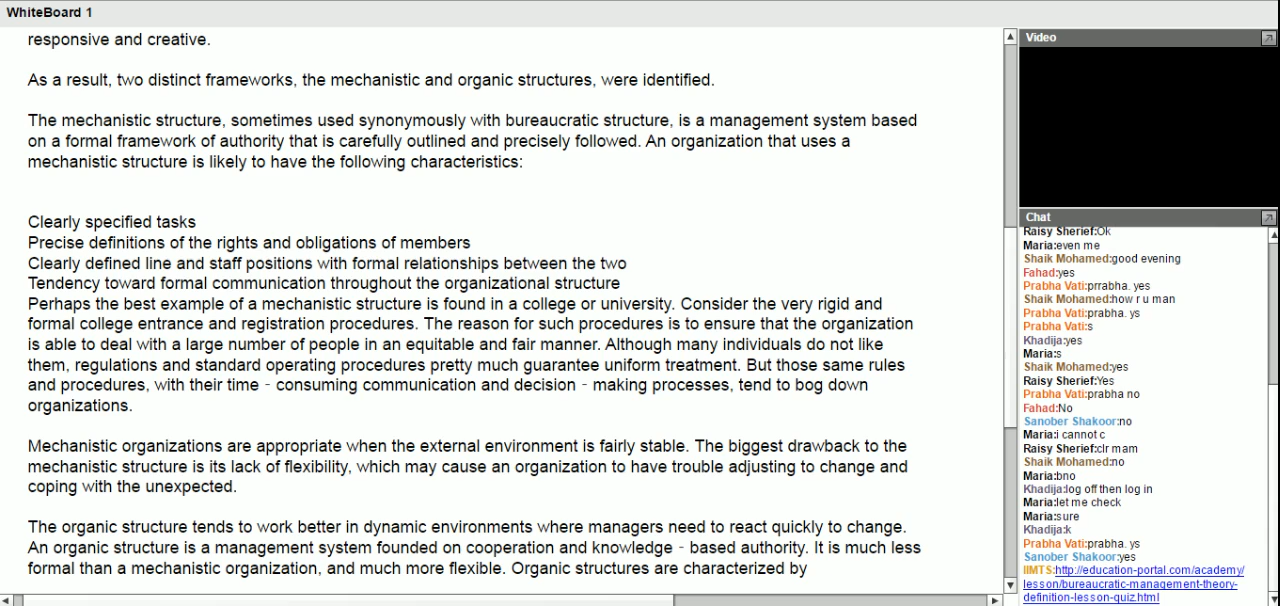 WhiteBoard 1
responsive and creative.
As a result, two distinct frameworks, the mechanistic and organic structures, were identified.
The mechanistic structure, sometimes used synonymously with bureaucratic structure, is a management system based
on a formal framework of authority that is carefully outlined and precisely followed. An organization that uses a
mechanistic structure is likely to have the following characteristics:
Clearly specified tasks
Precise definitions of the rights and obligations of members
Clearly defined line and staff positions with formal relationships between the two
Tendency toward formal communication throughout the organizational structure
Perhaps the best example of a mechanistic structure is found in a college or university. Consider the very rigid and
formal college entrance and registration procedures. The reason for such procedures is to ensure that the organization
is able to deal with a large number of people in an equitable and fair manner. Although many individuals do not like
them, regulations and standard operating procedures pretty much guarantee uniform treatment. But those same rules
and procedures, with their time - consuming communication and decision - making processes, tend to bog down
organizations.
Mechanistic organizations are appropriate when the external environment is fairly stable. The biggest drawback to the
mechanistic structure is its lack of flexibility, which may cause an organization to have trouble adjusting to change and
coping with the unexpected.
The organic structure tends to work better in dynamic environments where managers need to react quickly to change.
An organic structure is a management system founded on cooperation and knowledge - based authority. It is much less
formal than a mechanistic organization, and much more flexible. Organic structures are characterized by
Video
Chat
Raisy Sherief:Ok
Maria:even me
Shaik Mohamed:good evening
Fahad:yes
Prabha Vati:prrabha. yes
Shaik Mohamed:how r u man
Prabha Vati:prabha. ys
Prabha Vati:s
Khadija:yes
Maria:s
Shaik Mohamed:yes
Raisy Sherief:Yes
Prabha Vati:prabha no
Fahad:No
Sanober Shakoor:no
Maria:i cannot c
Raisy Sherief:clr mam
Shaik Mohamed:no
Maria:bno
Khadija:log off then log in
Maria:let me check
Maria:sure
Khadija:k
Prabha Vati:prabha. ys
Sanober Shakoor:yes
IIMTS:http://education-portal.com/academy/
lesson/bureaucratic-management-theory-
definition-lesson-quiz.html